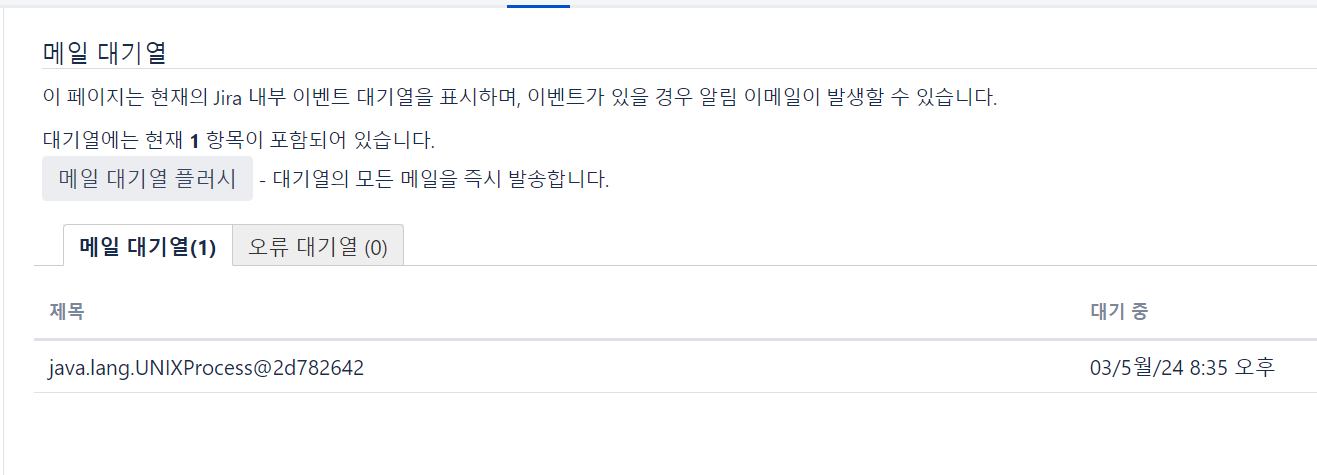 메일 대기열
이 페이지는 현재의 Jira 내부 이벤트 대기열을 표시하며, 이벤트가 있을 경우 알림 이메일이 발생할 수 있습니다.
대기열에는 현재 1 항목이 포함되어 있습니다.
메일 대기열 플러시 - 대기열의 모든 메일을 즉시 발송합니다.
메일 대기열(1) 오류 대기열 (0)
제목 대기 중
java.lang.UNIXProcess@2d782642 03/5월/24 8:35 오후